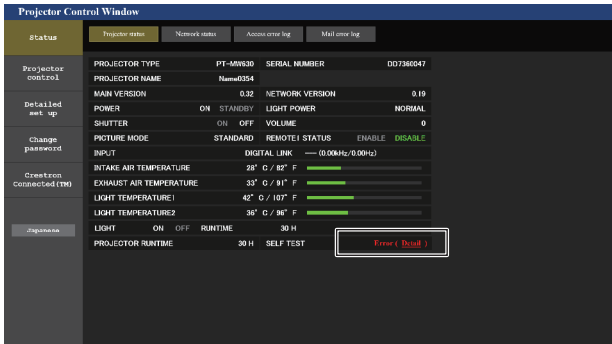 Projector Control Window
Status
Projector status Network status Access error log Mail error log
Projector control
Detailed set up
Change password
Crestron Connected(TM)
Japanese
PROJECTOR TYPE PT-MW630 SERIAL NUMBER DD7360047
PROJECTOR NAME Name0354
MAIN VERSION 0.32 NETWORK VERSION 0.19
POWER ON STANDBY LIGHT POWER NORMAL
SHUTTER ON OFF VOLUME 0
PICTURE MODE STANDARD REMOTE1 STATUS ENABLE DISABLE
INPUT DIGITAL LINK --- (0.00kHz/0.00Hz)
INTAKE AIR TEMPERATURE 28° C / 82° F
EXHAUST AIR TEMPERATURE 33° C / 91° F
LIGHT TEMPERATURE1 42° C / 107° F
LIGHT TEMPERATURE2 36° C / 96° F
LIGHT ON OFF RUNTIME 30 H
PROJECTOR RUNTIME 30 H SELF TEST Error ( Detail )